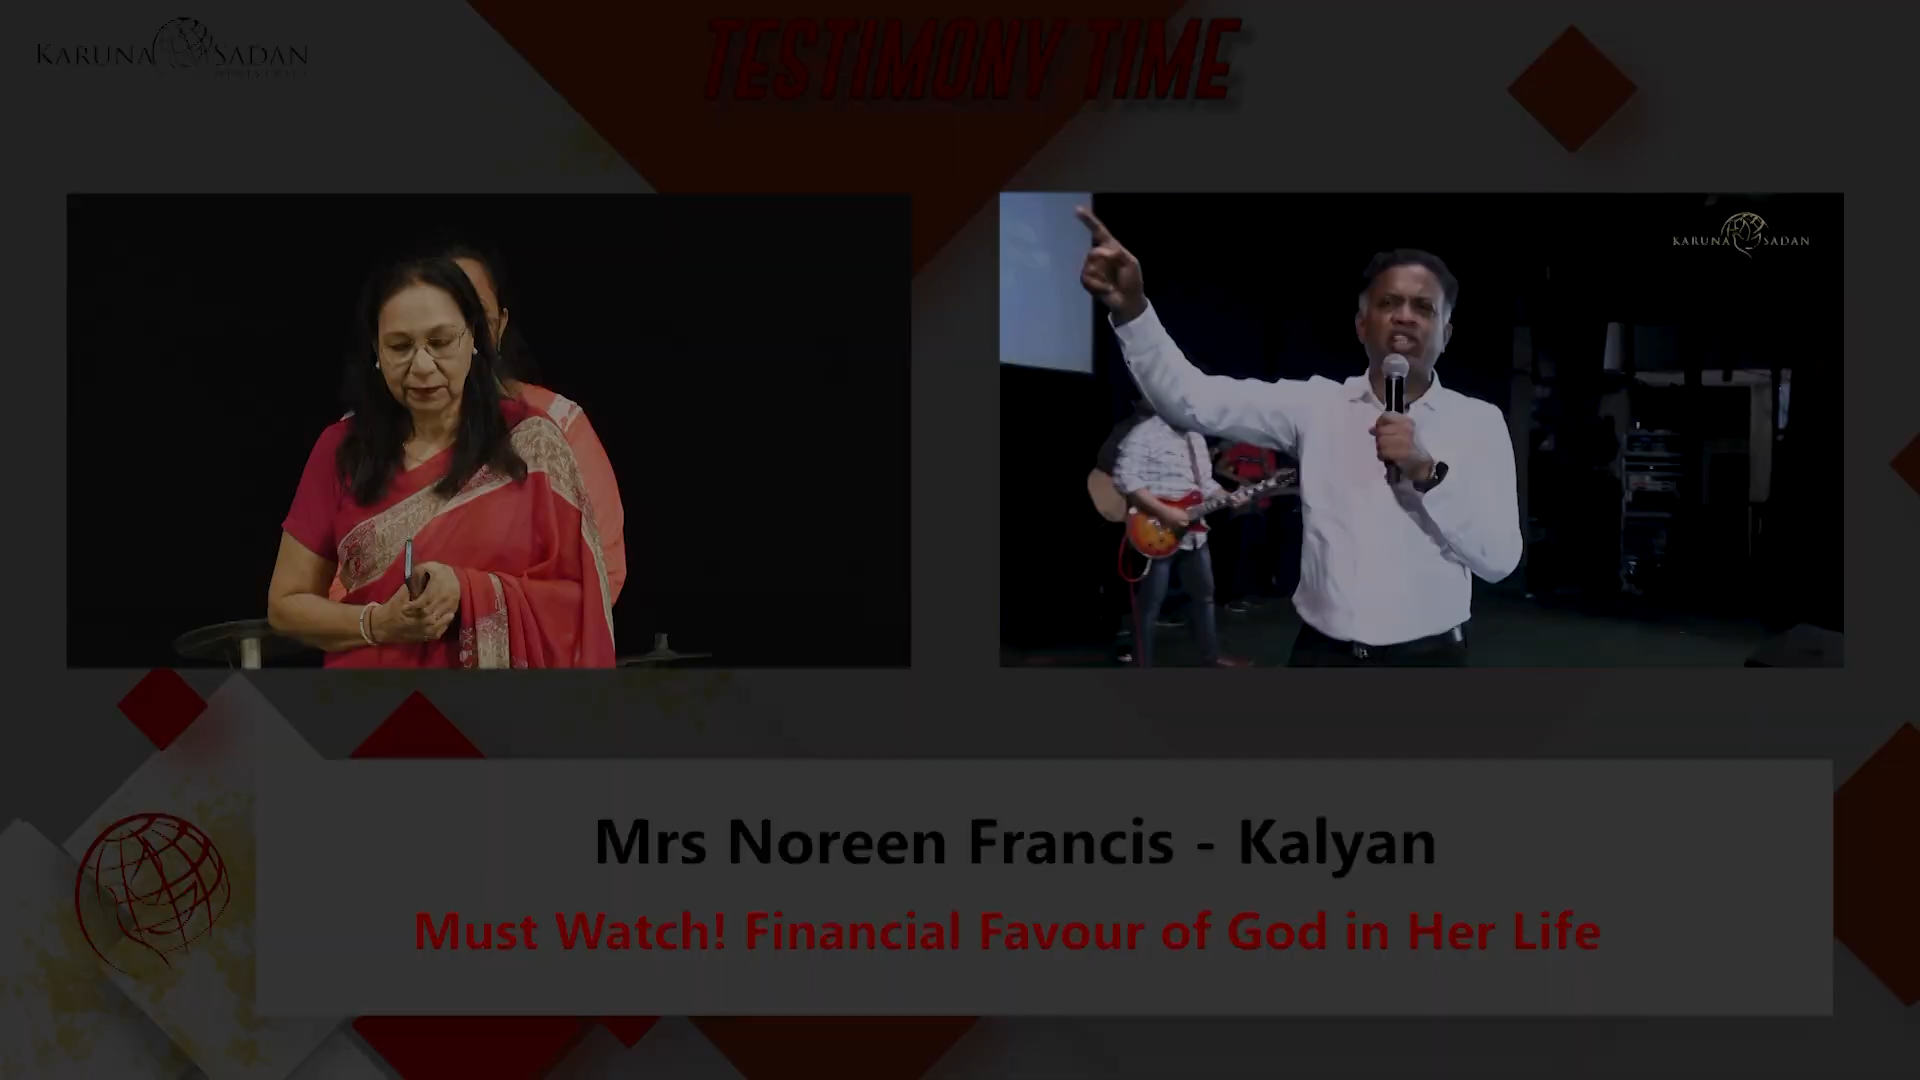 KARUNA SADAN
TESTIMONY TIME
KARUNA SADAN
Mrs Noreen Francis - Kalyan
Must Watch! Financial Favour of God in Her Life